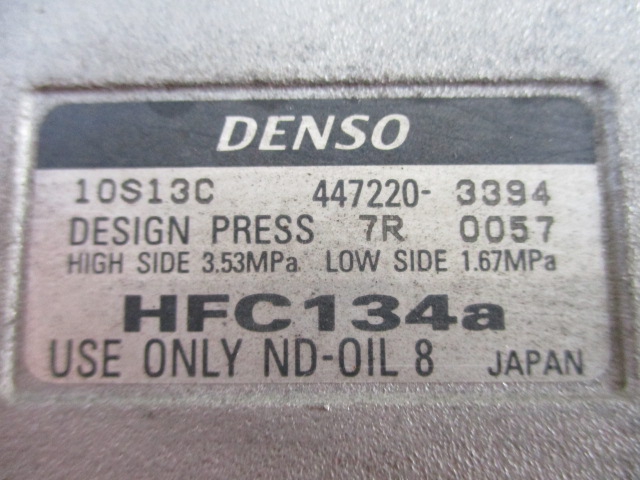 DENSO
10S13C 447220-3394
DESIGN PRESS 7R 0057
HIGH SIDE 3.53MPa LOW SIDE 1.67MPa
HFC134a
USE ONLY ND-OIL 8 JAPAN